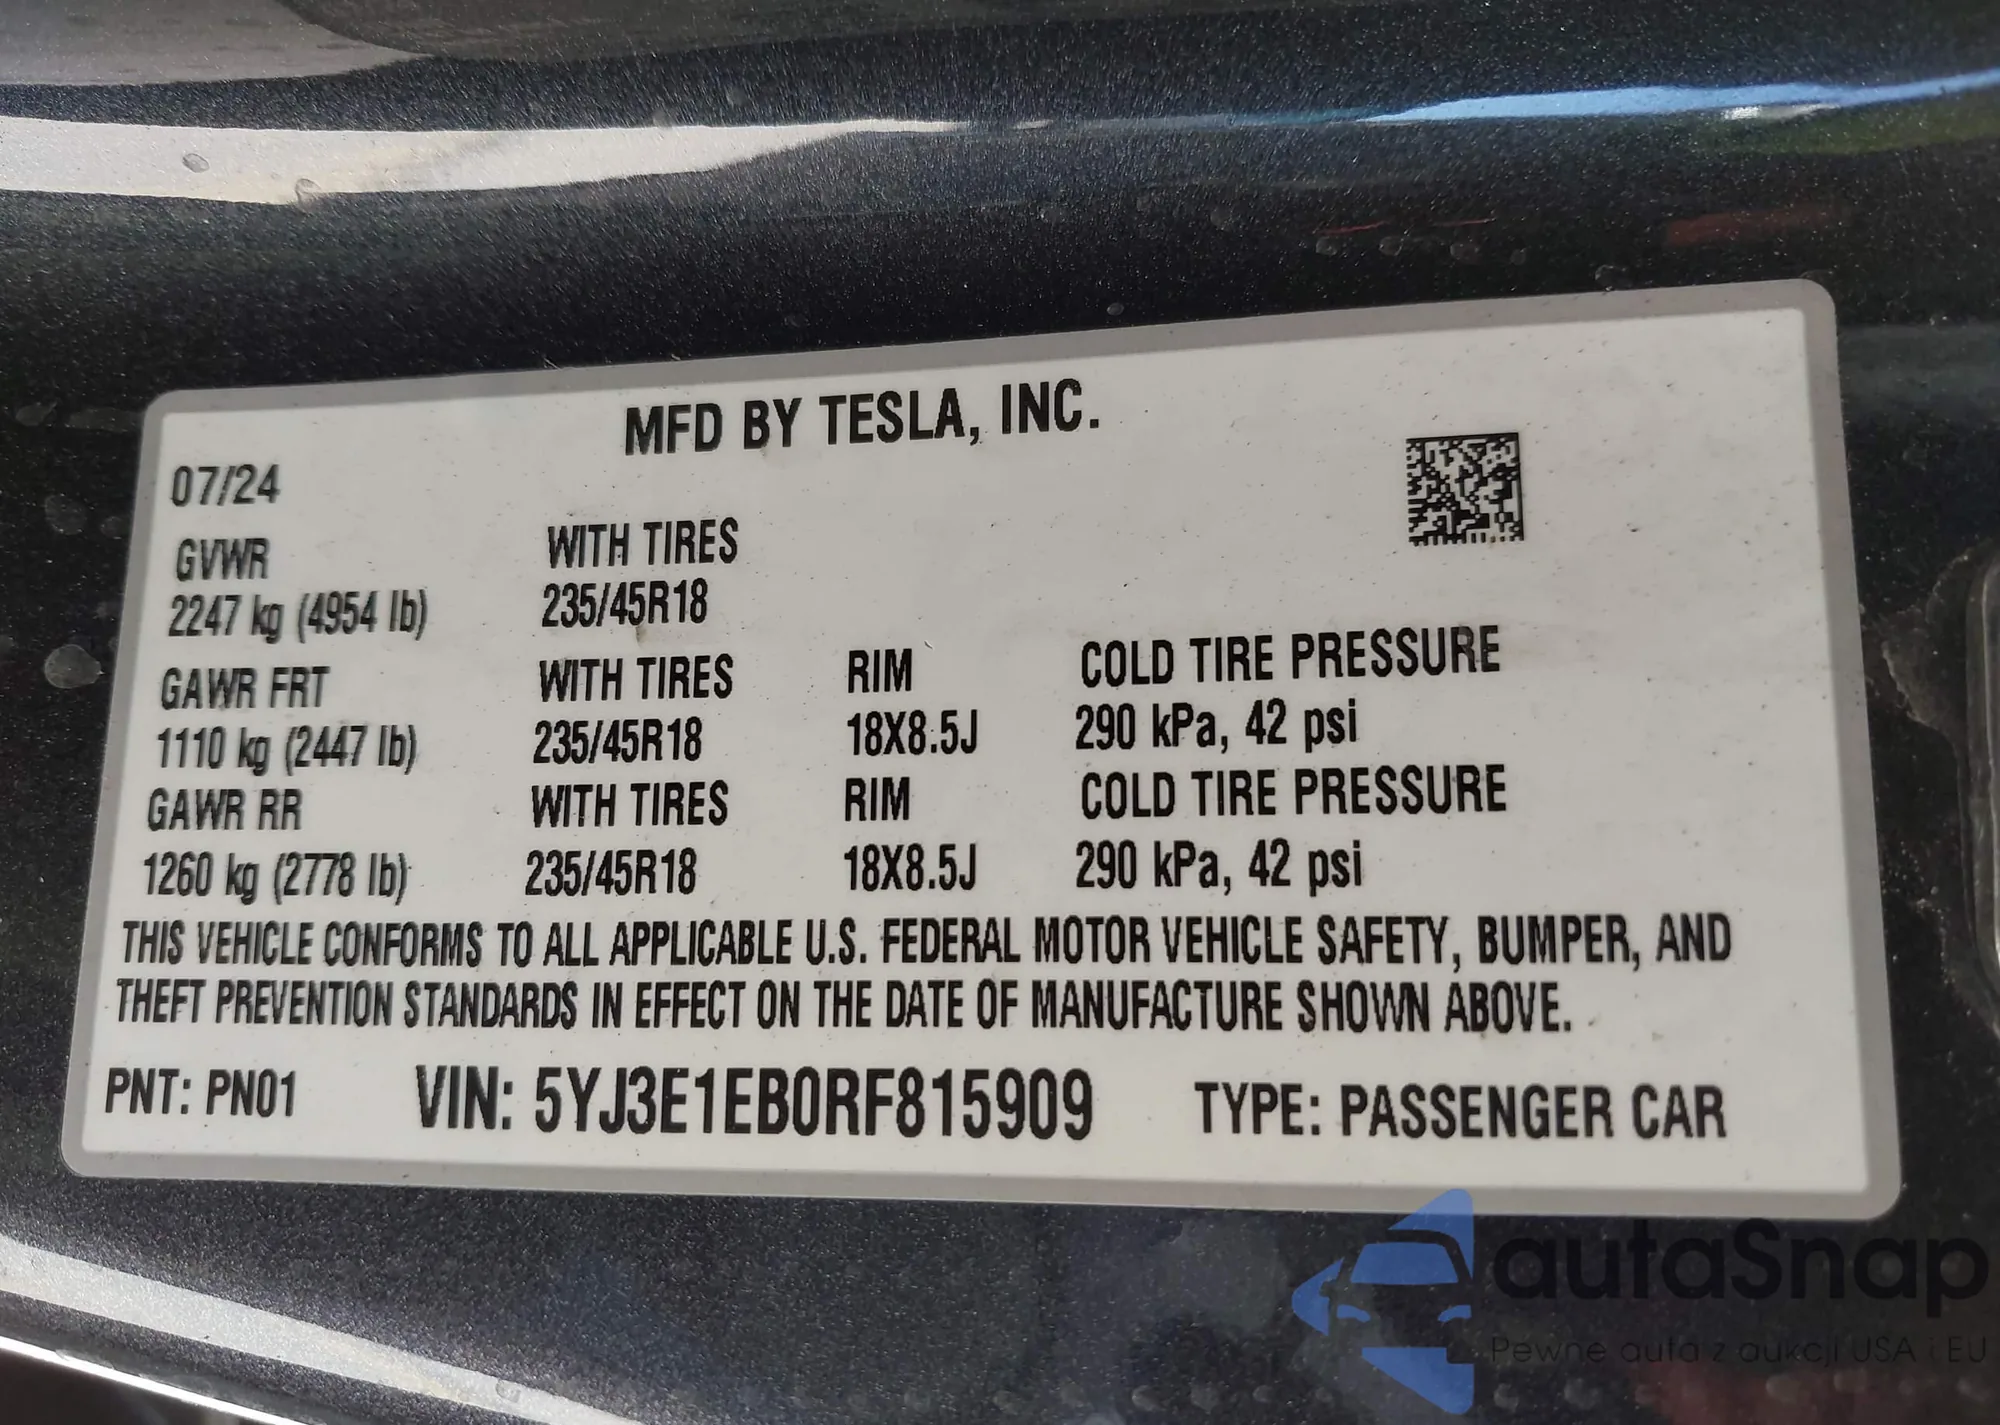 MFD BY TESLA, INC.
07/24
GVWR WITH TIRES
2247 kg (4954 lb) 235/45R18
GAWR FRT WITH TIRES RIM COLD TIRE PRESSURE
1110 kg (2447 lb) 235/45R18 18X8.5J 290 kPa, 42 psi
GAWR RR WITH TIRES RIM COLD TIRE PRESSURE
1260 kg (2778 lb) 235/45R18 18X8.5J 290 kPa, 42 psi
THIS VEHICLE CONFORMS TO ALL APPLICABLE U.S. FEDERAL MOTOR VEHICLE SAFETY, BUMPER, AND
THEFT PREVENTION STANDARDS IN EFFECT ON THE DATE OF MANUFACTURE SHOWN ABOVE.
PNT: PN01 VIN: 5YJ3E1EB0RF815909 TYPE: PASSENGER CAR
autaSnap
Pewne auta z aukcji USA i EU